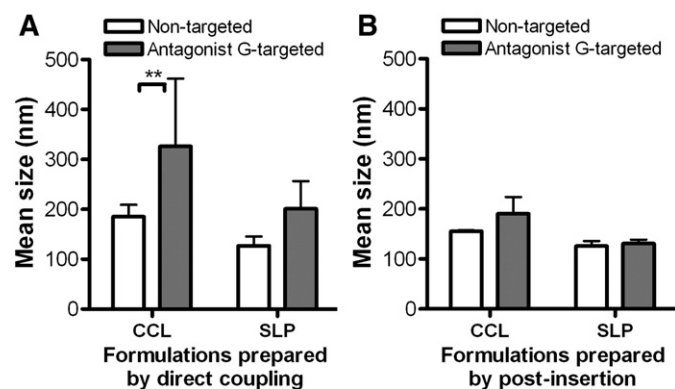 A
Non-targeted
Antagonist G-targeted
Mean size (nm)
500
400
300
200
100
0
**
CCL
SLP
Formulations prepared
by direct coupling
B
Non-targeted
Antagonist G-targeted
Mean size (nm)
500
400
300
200
100
0
CCL
SLP
Formulations prepared
by post-insertion